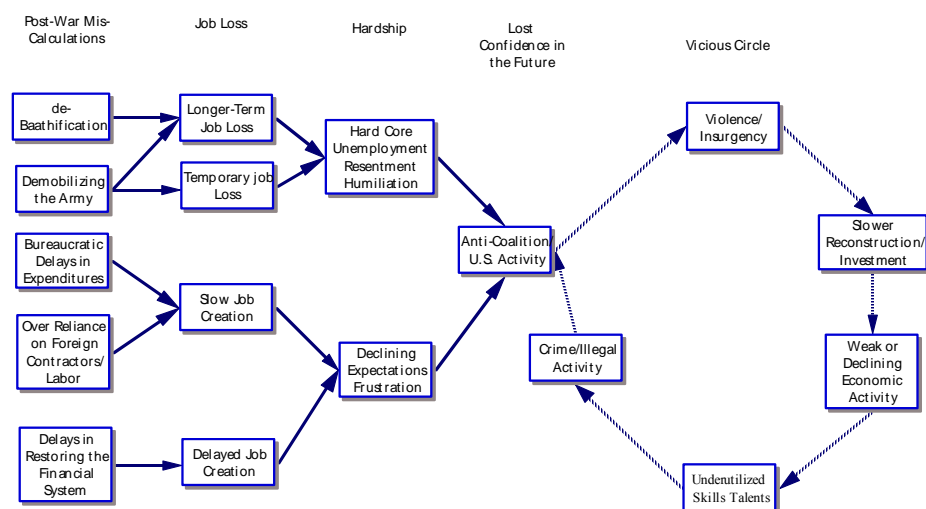 Post-War Mis-
Calculations
Job Loss
Hardship
Lost
Confidence in
the Future
Vicious Circle
de-
Baathification
Demobilizing
the Army
Bureaucratic
Delays in
Expenditures
Over Reliance
on Foreign
Contractors/
Labor
Delays in
Restoring the
Financial
System
Longer-Term
Job Loss
Temporary job
Loss
Slow Job
Creation
Delayed Job
Creation
Hard Core
Unemployment
Resentment
Humiliation
Declining
Expectations
Frustration
Anti-Coalition/
U.S. Activity
Violence/
Insurgency
Slower
Reconstruction/
Investment
Weak or
Declining
Economic
Activity
Underutilized
Skills Talents
Crime/Illegal
Activity